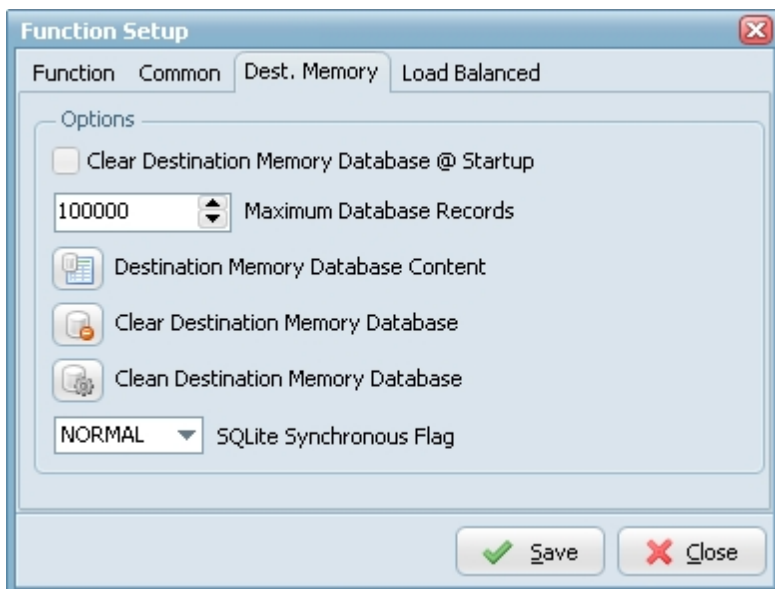 Function Setup
Function Common Dest. Memory Load Balanced
Options
Clear Destination Memory Database @ Startup
100000 Maximum Database Records
Destination Memory Database Content
Clear Destination Memory Database
Clean Destination Memory Database
NORMAL SQLite Synchronous Flag
Save Close